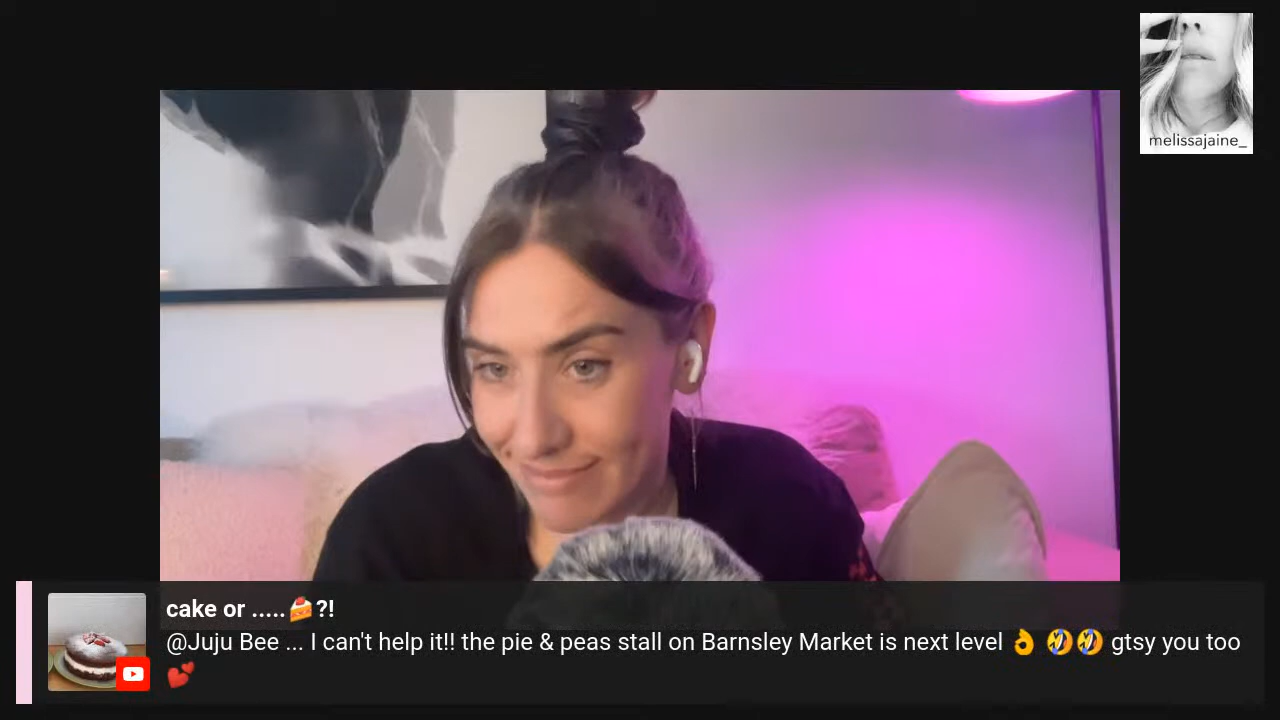 melissajaine_
cake or .....🍰?!
@Juju Bee ... I can't help it!! the pie & peas stall on Barnsley Market is next level 👌 🤣🤣 gtsy you too
💕